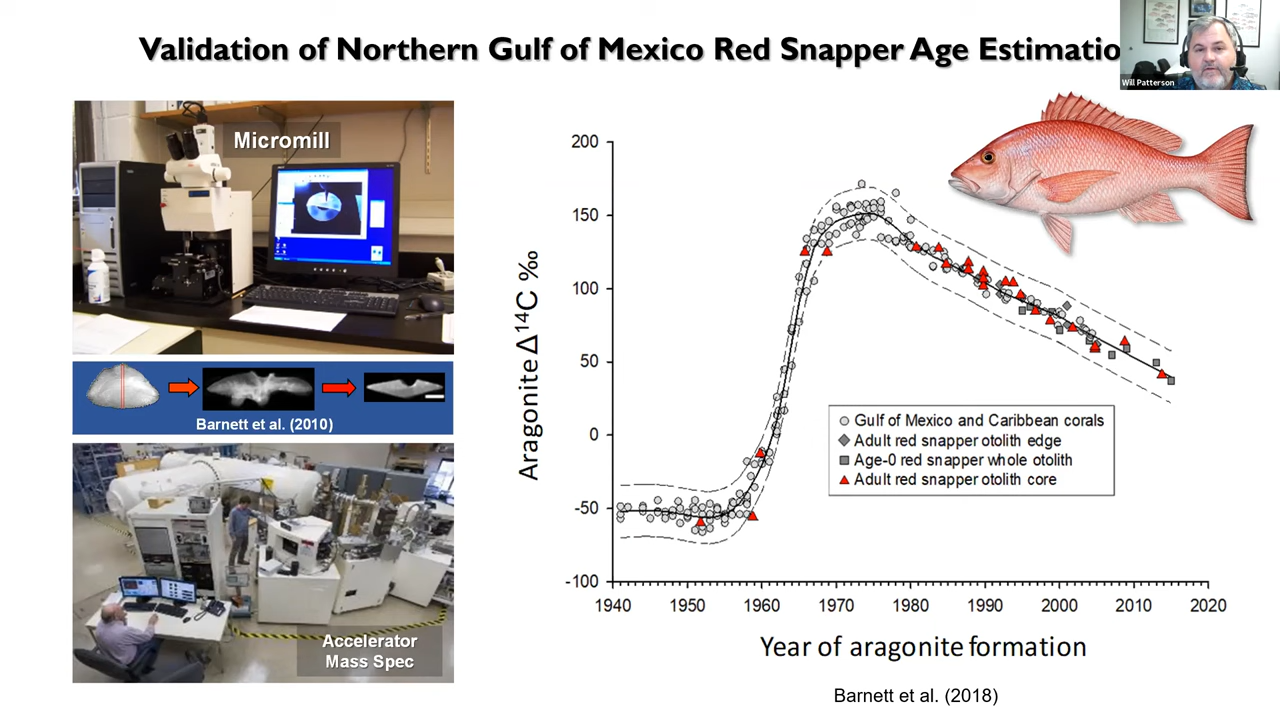 Validation of Northern Gulf of Mexico Red Snapper Age Estimatio
Will Patterson
Micromill
Barnett et al. (2010)
Accelerator
Mass Spec
200
150
100
50
0
-50
-100
Aragonite Δ¹⁴C ‰
1940 1950 1960 1970 1980 1990 2000 2010 2020
Year of aragonite formation
Gulf of Mexico and Caribbean corals
Adult red snapper otolith edge
Age-0 red snapper whole otolith
Adult red snapper otolith core
Barnett et al. (2018)